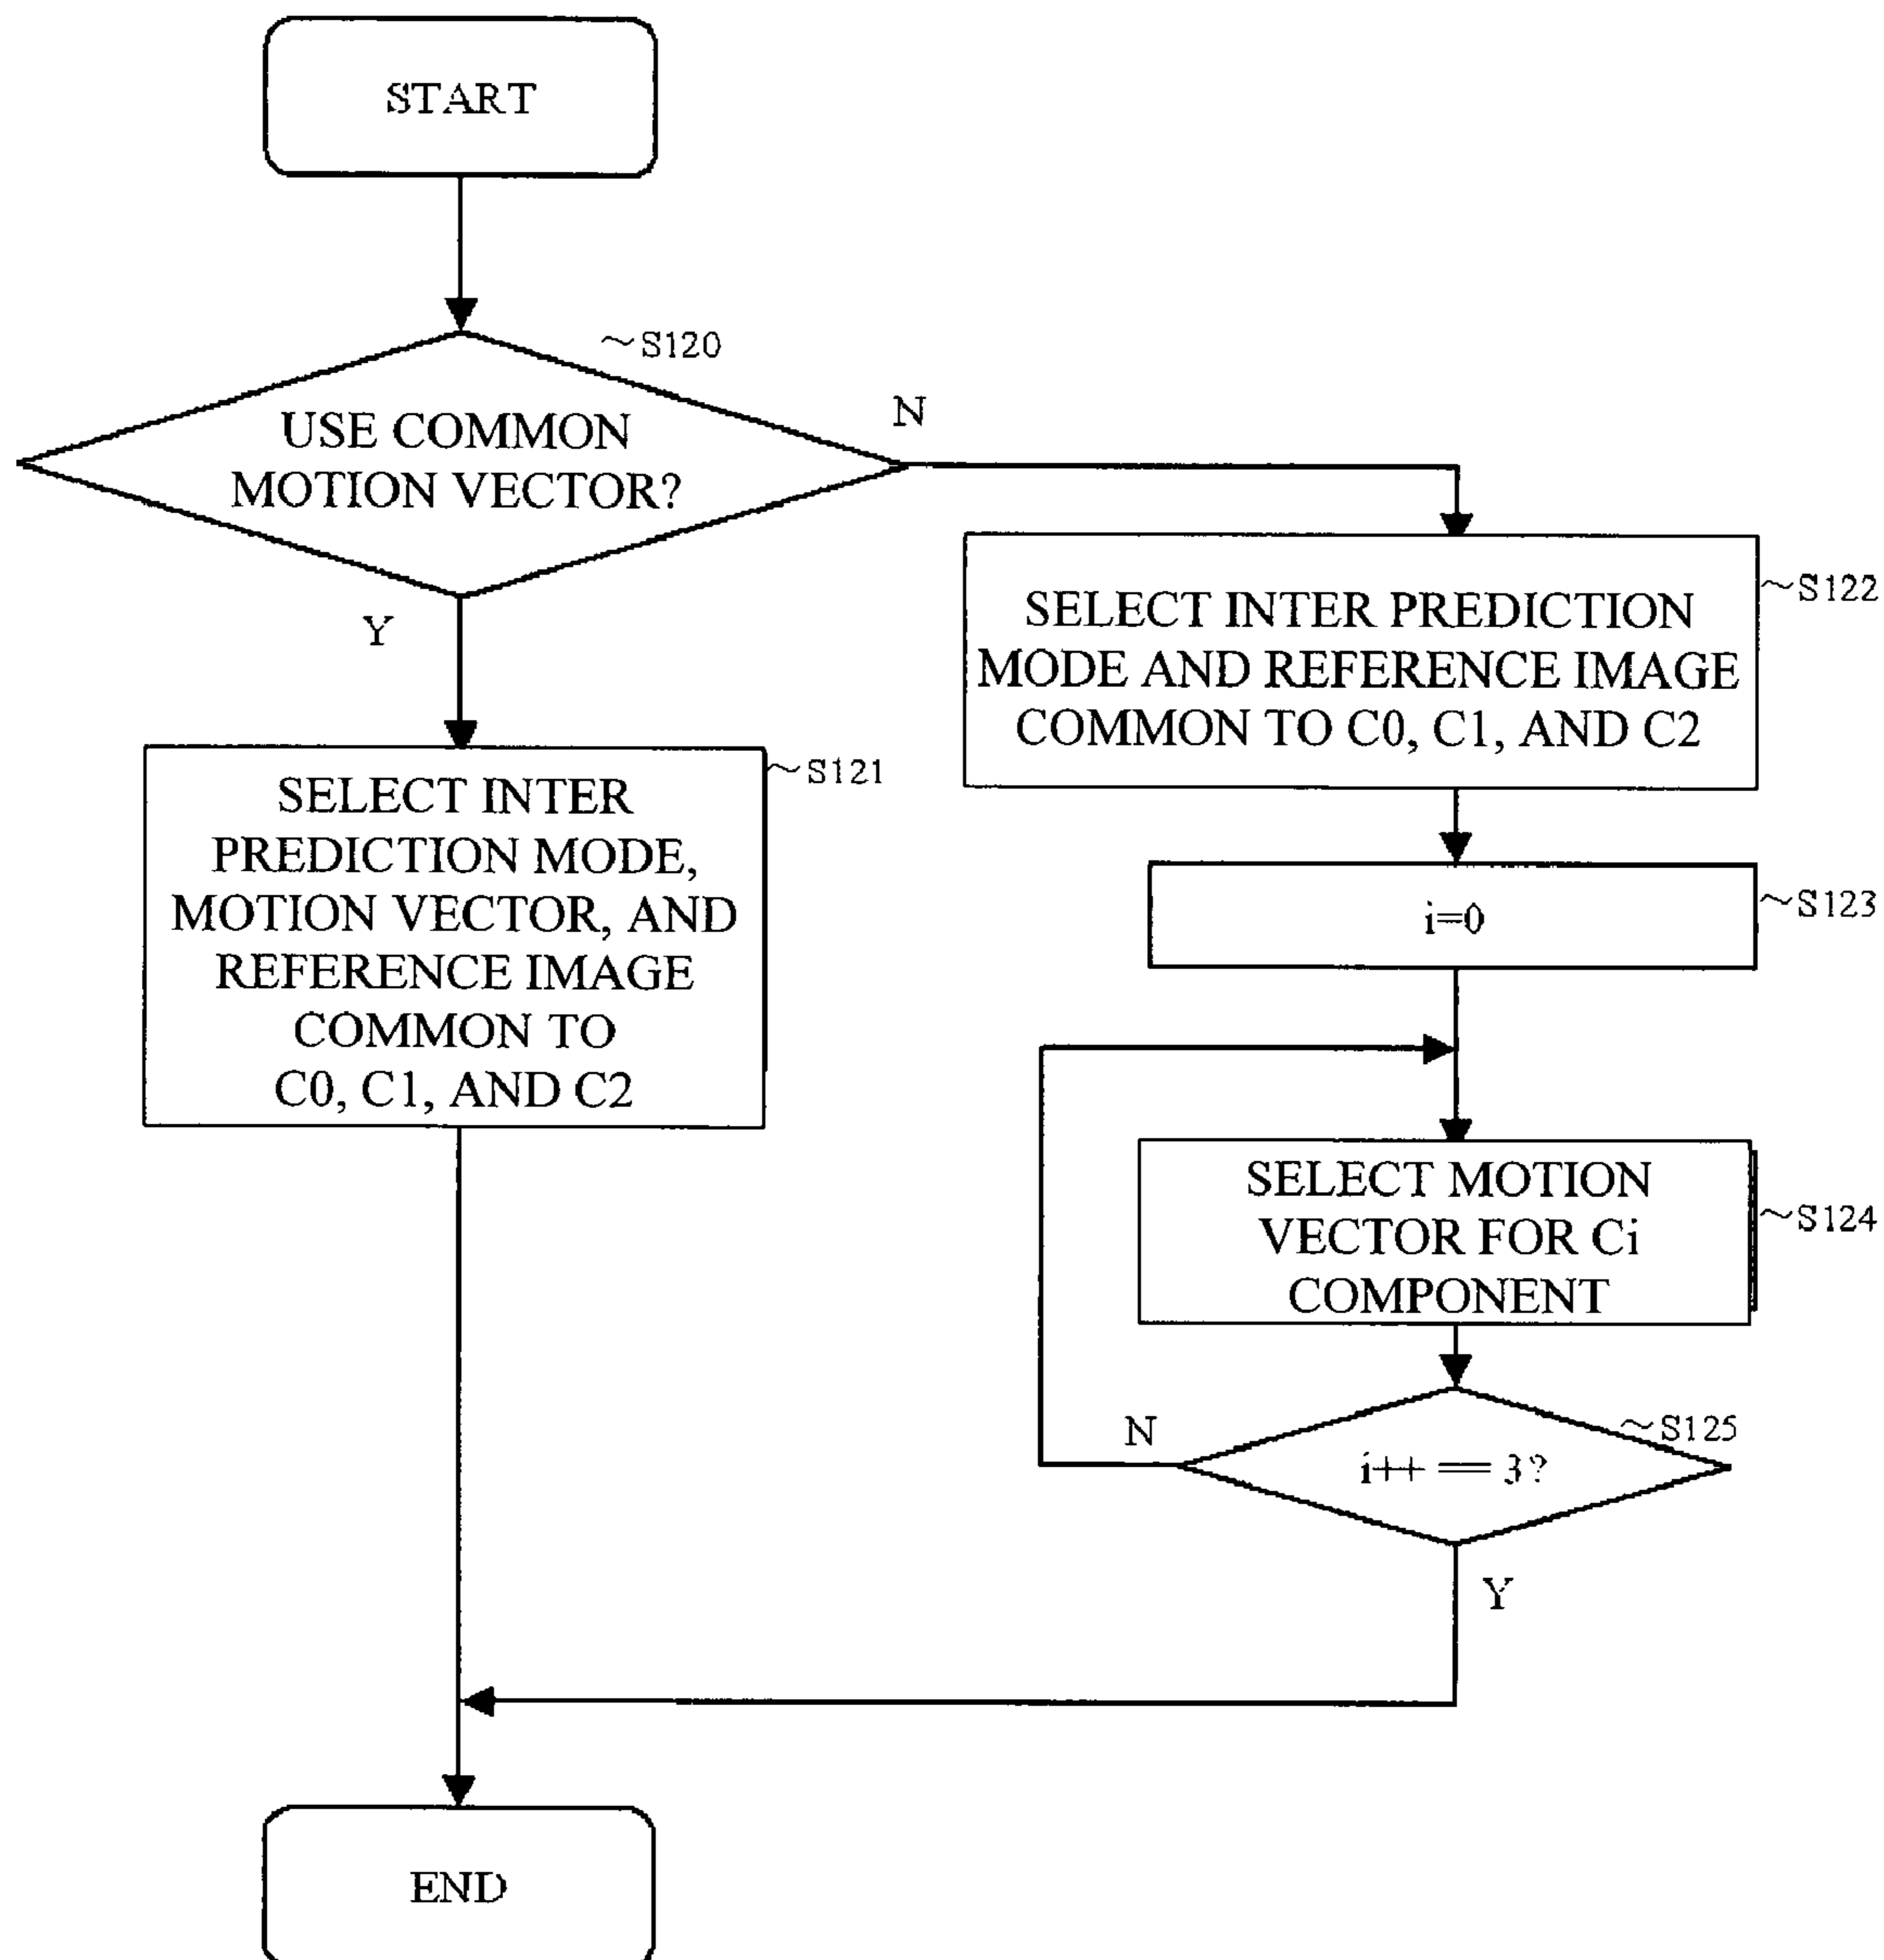 START
~S120
USE COMMON
MOTION VECTOR?
N
Y
~S121
SELECT INTER
PREDICTION MODE,
MOTION VECTOR, AND
REFERENCE IMAGE
COMMON TO
C0, C1, AND C2
~S122
SELECT INTER PREDICTION
MODE AND REFERENCE IMAGE
COMMON TO C0, C1, AND C2
~S123
i=0
~S124
SELECT MOTION
VECTOR FOR Ci
COMPONENT
~S125
N
i++ == 3?
Y
END